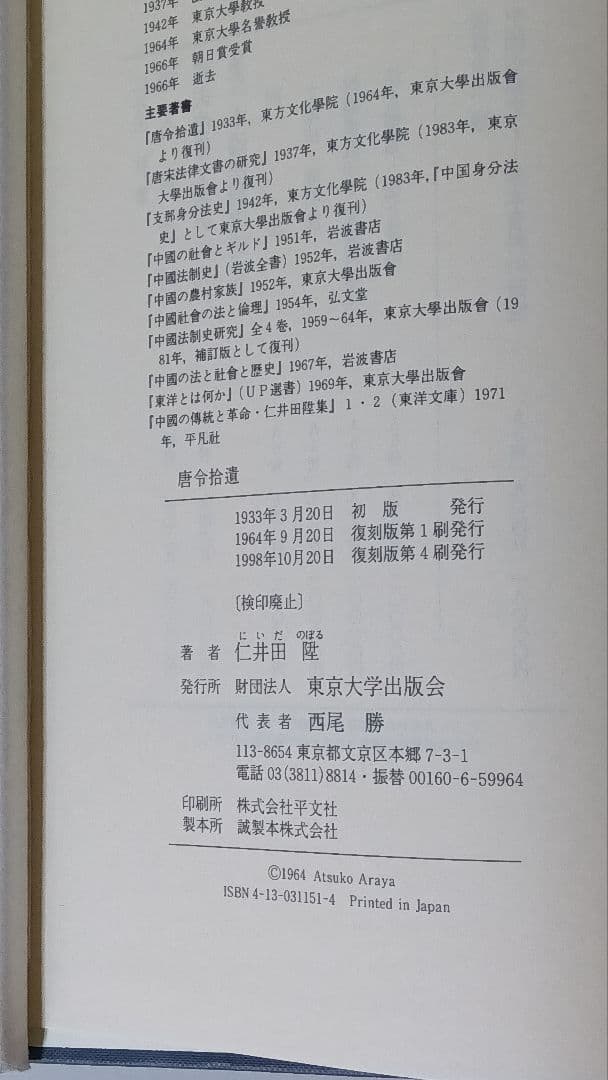 1937年
1942年　東京大學教授
1964年　東京大學名譽教授
1966年　朝日賞受賞
1966年　逝去
主要著書
『唐令拾遺』1933年，東方文化學院（1964年，東京大學出版會
より復刊）
『唐宋法律文書の研究』1937年，東方文化學院（1983年，東京
大學出版會より復刊）
『支那身分法史』1942年，東方文化學院（1983年，『中国身分法
史』として東京大學出版會より復刊）
『中國の社會とギルド』1951年，岩波書店
『中國法制史』（岩波全書）1952年，岩波書店
『中國の農村家族』1952年，東京大學出版會
『中國社會の法と倫理』1954年，弘文堂
『中國法制史研究』全4巻，1959～64年，東京大學出版會（19
81年，補訂版として復刊）
『中國の法と社會と歴史』1967年，岩波書店
『東洋とは何か』（UP選書）1969年，東京大學出版會
『中國の傳統と革命・仁井田陞集』1・2（東洋文庫）1971
年，平凡社
唐令拾遺
1933年3月20日　初　版　　発行
1964年9月20日　復刻版第1刷発行
1998年10月20日　復刻版第4刷発行
〔検印廃止〕
にいだ　のぼる
著　者　仁井田　陞
発行所　財団法人　東京大学出版会
代表者　西尾　勝
113-8654 東京都文京区本郷 7-3-1
電話 03(3811)8814・振替 00160-6-59964
印刷所　株式会社平文社
製本所　誠製本株式会社
©1964 Atsuko Araya
ISBN 4-13-031151-4　Printed in Japan